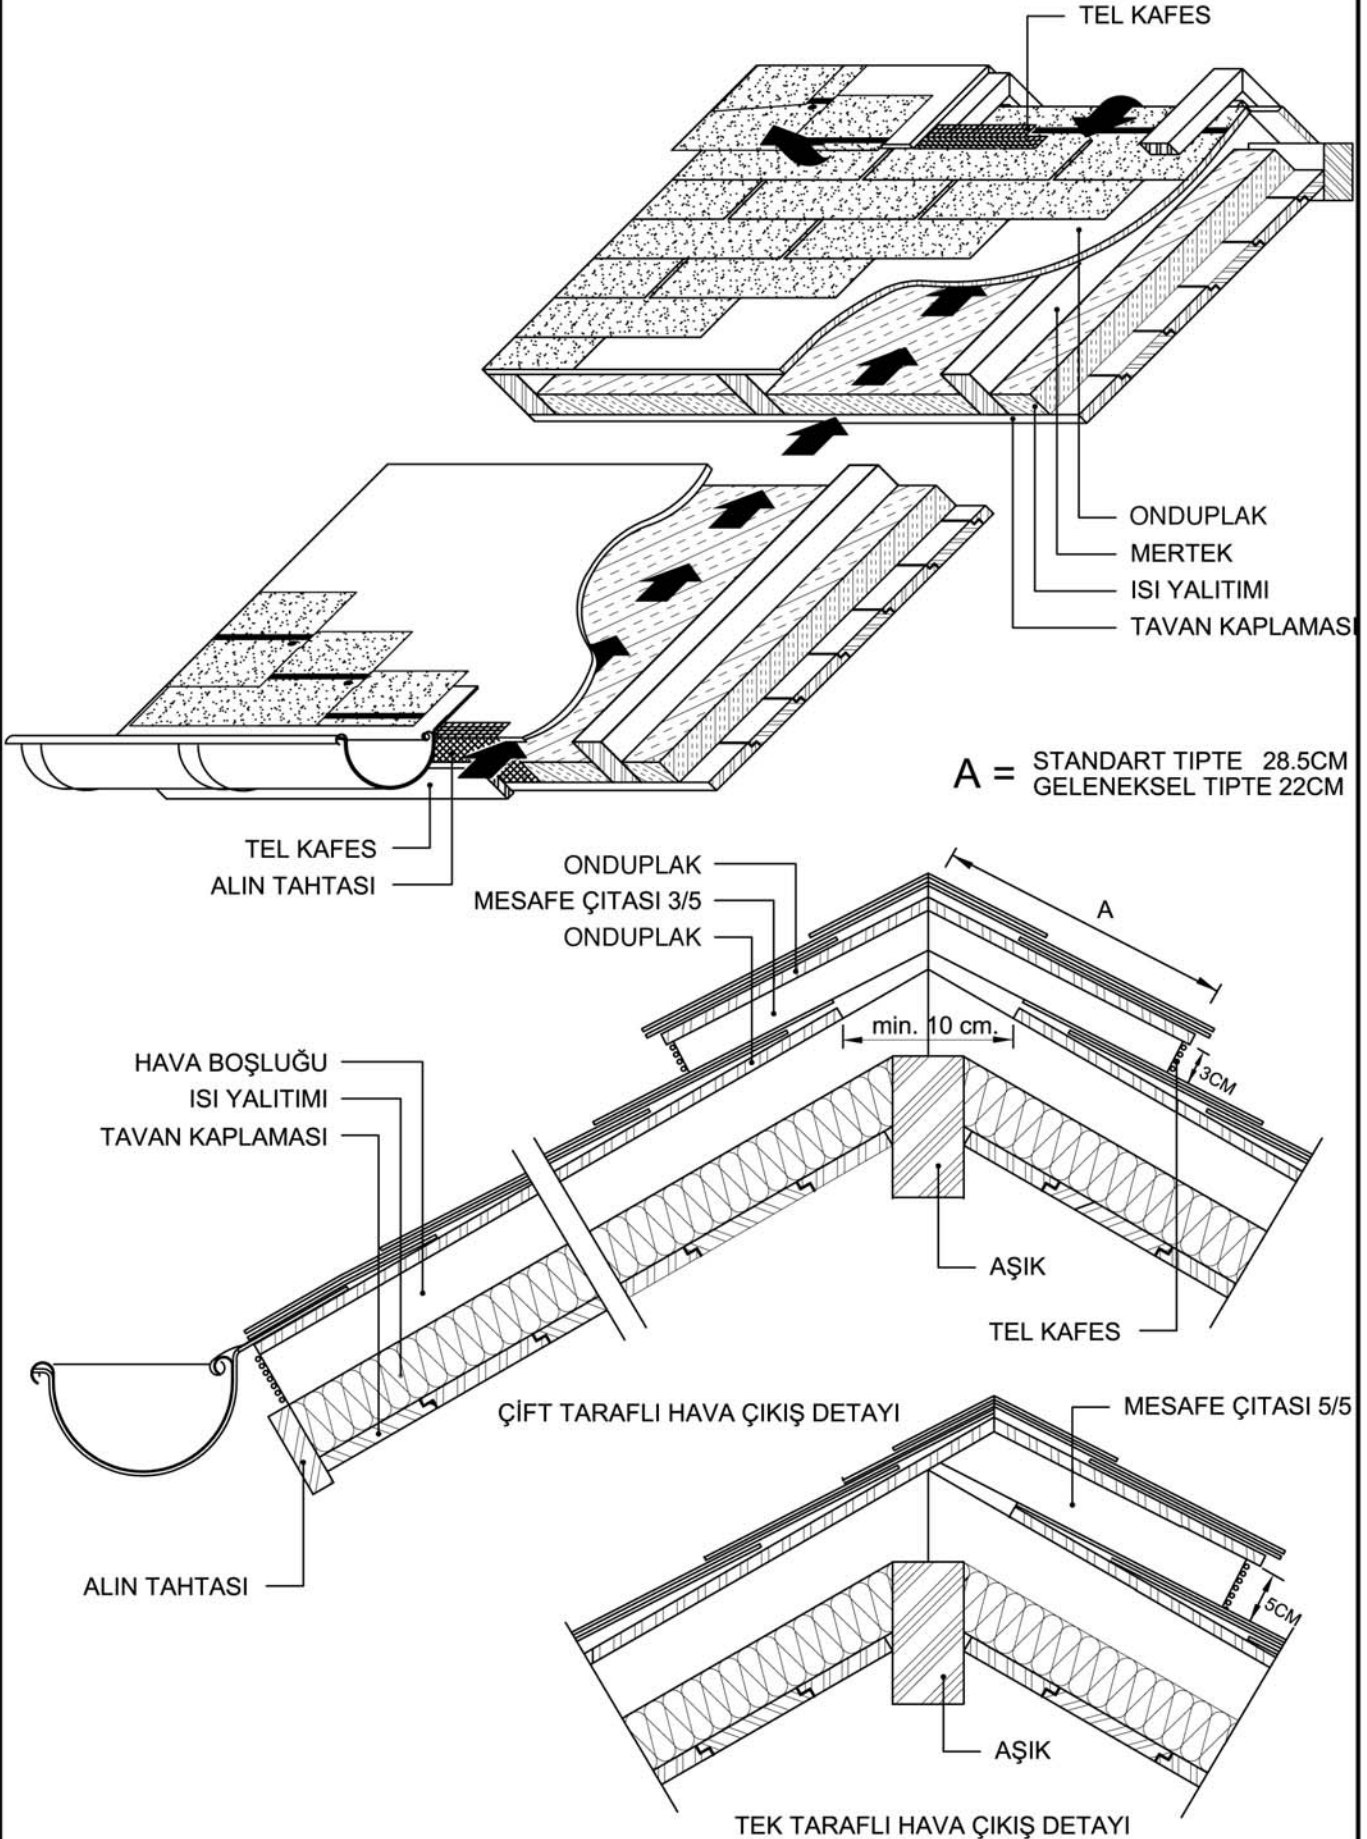 TEL KAFES
ONDUPLAK
MERTEK
ISI YALITIMI
TAVAN KAPLAMASI
A = STANDART TIPTE 28.5CM
GELENEKSEL TIPTE 22CM
TEL KAFES
ALIN TAHTASI
ONDUPLAK
MESAFE ÇITASI 3/5
ONDUPLAK
A
min. 10 cm.
3CM
HAVA BOŞLUĞU
ISI YALITIMI
TAVAN KAPLAMASI
AŞIK
TEL KAFES
ÇİFT TARAFLI HAVA ÇIKIŞ DETAYI
MESAFE ÇITASI 5/5
ALIN TAHTASI
5CM
AŞIK
TEK TARAFLI HAVA ÇIKIŞ DETAYI